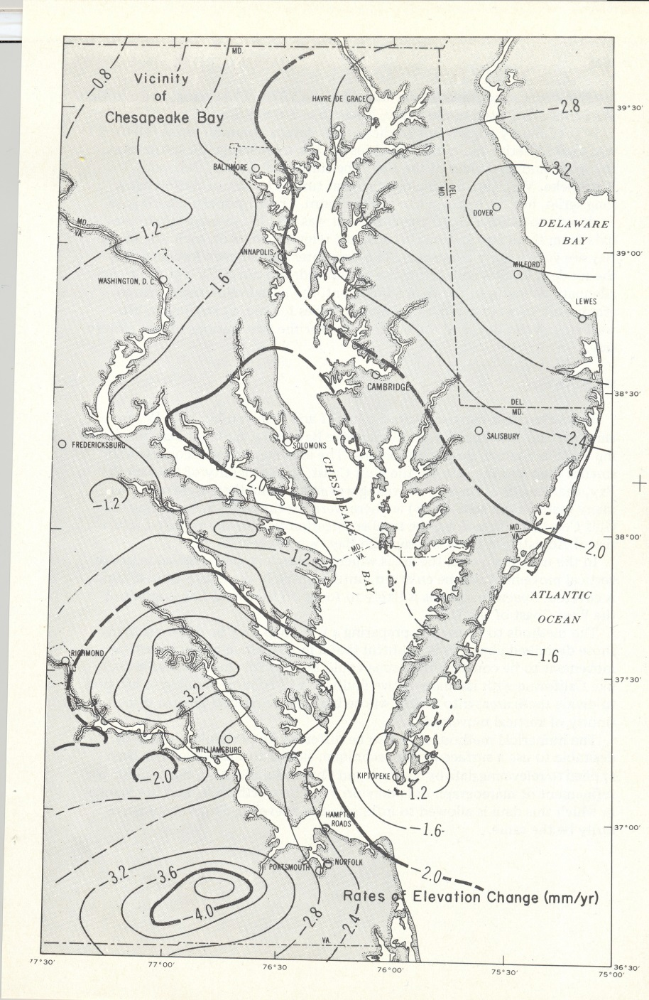 MD.
-0.8
Vicinity
of
Chesapeake Bay
HAVRE DE GRACE
-2.8
39°30'
BALTIMORE
-3.2
DEL.
MD.
DOVER
MD.
VA.
-1.2
DELAWARE
BAY
ANNAPOLIS
39°00'
MILFORD
WASHINGTON, D. C.
-1.6
LEWES
CAMBRIDGE
38°30'
DEL.
MD.
SALISBURY
-2.4
FREDERICKSBURG
SOLOMONS
CHESAPEAKE
BAY
-2.0
-1.2
MD.
VA.
38°00'
-2.0
MD.
VA.
-1.2
ATLANTIC
OCEAN
RICHMOND
-1.6
37°30'
-3.2
WILLIAMSBURG
-2.0
KIPTOPEKE
-1.2
HAMPTON
ROADS
-1.6
37°00'
PORTSMOUTH
NORFOLK
-3.2
-3.6
-2.0
Rates of Elevation Change (mm/yr)
-4.0
-2.8
-2.4
VA.
77°30'
77°00'
76°30'
76°00'
75°30'
75°00'
36°30'